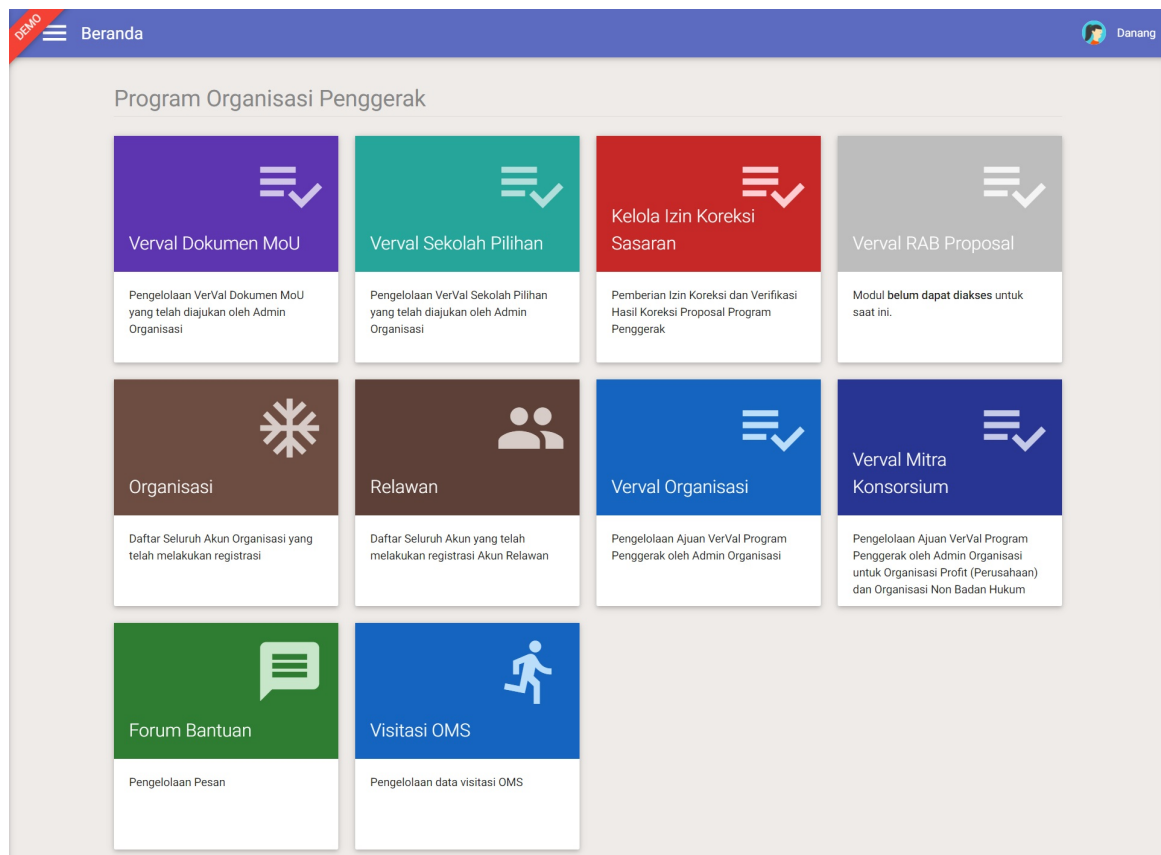 DEMO
Beranda
Danang
Program Organisasi Penggerak
Verval Dokumen MoU
Pengelolaan VerVal Dokumen MoU
yang telah diajukan oleh Admin
Organisasi
Verval Sekolah Pilihan
Pengelolaan VerVal Sekolah Pilihan
yang telah diajukan oleh Admin
Organisasi
Kelola Izin Koreksi
Sasaran
Pemberian Izin Koreksi dan Verifikasi
Hasil Koreksi Proposal Program
Penggerak
Verval RAB Proposal
Modul belum dapat diakses untuk
saat ini.
Organisasi
Daftar Seluruh Akun Organisasi yang
telah melakukan registrasi
Relawan
Daftar Seluruh Akun yang telah
melakukan registrasi Akun Relawan
Verval Organisasi
Pengelolaan Ajuan VerVal Program
Penggerak oleh Admin Organisasi
Verval Mitra
Konsorsium
Pengelolaan Ajuan VerVal Program
Penggerak oleh Admin Organisasi
untuk Organisasi Profit (Perusahaan)
dan Organisasi Non Badan Hukum
Forum Bantuan
Pengelolaan Pesan
Visitasi OMS
Pengelolaan data visitasi OMS